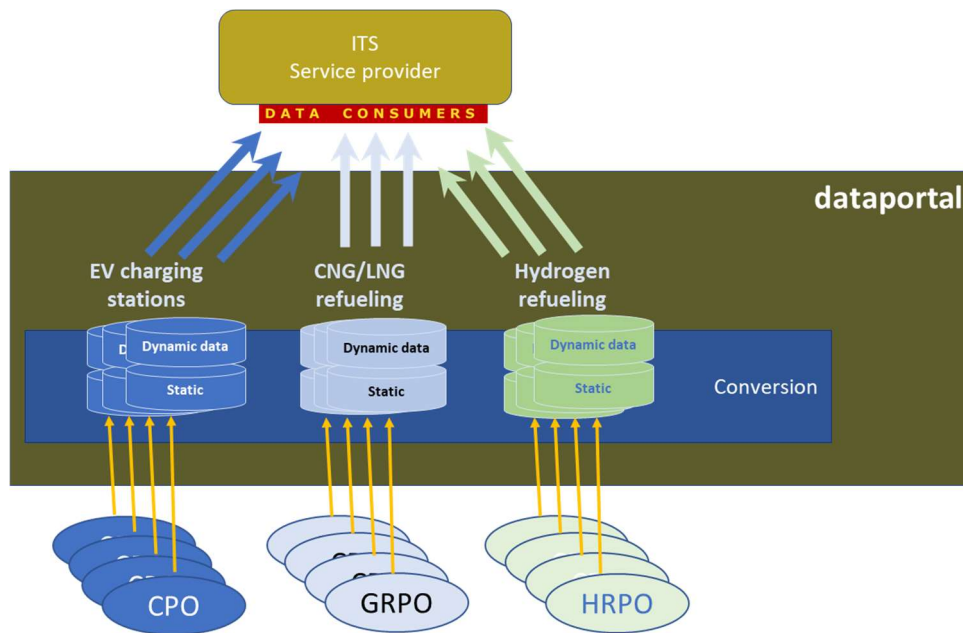 ITS
Service provider
DATA CONSUMERS
dataportal
EV charging
stations
CNG/LNG
refueling
Hydrogen
refueling
Dynamic data
Static
Dynamic data
Static
Dynamic data
Static
Conversion
CPO
GRPO
HRPO